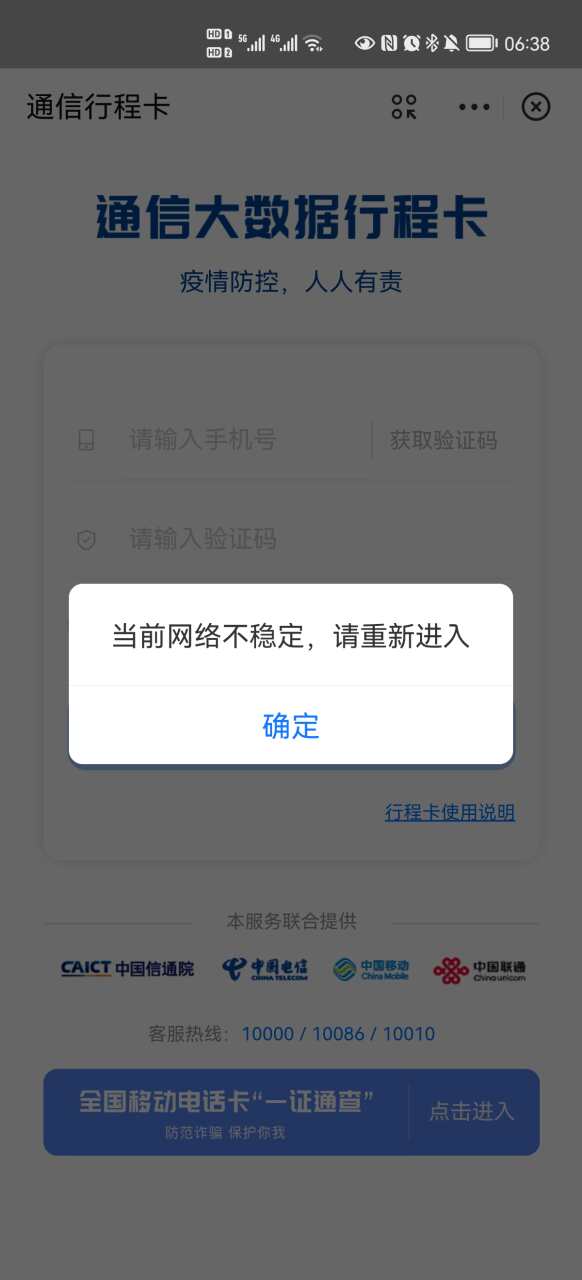 HD 1 5G 4G 06:38
HD 2
通信行程卡
通信大数据行程卡
疫情防控，人人有责
请输入手机号 获取验证码
请输入验证码
当前网络不稳定，请重新进入
确定
行程卡使用说明
本服务联合提供
CAICT 中国信通院 中国电信 CHINA TELECOM 中国移动 China Mobile 中国联通 China unicom
客服热线：10000 / 10086 / 10010
全国移动电话卡“一证通查” 点击进入
防范诈骗 保护你我